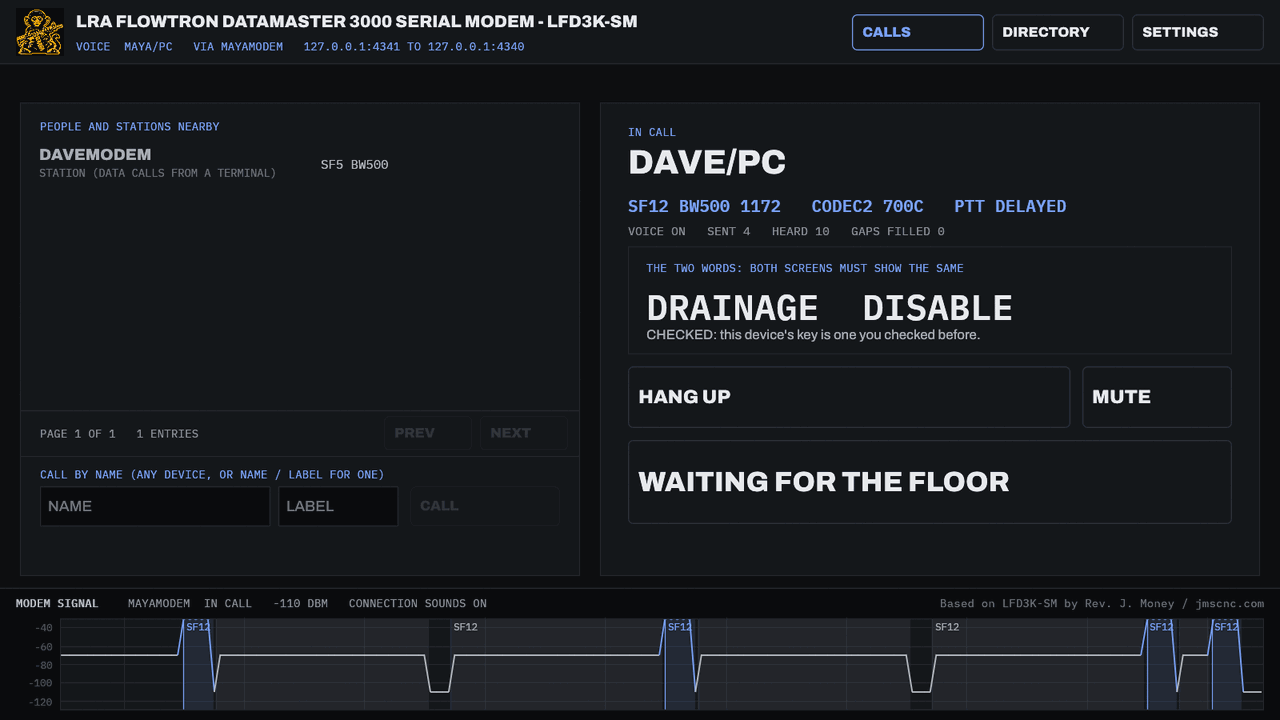 LRA FLOWTRON DATAMASTER 3000 SERIAL MODEM - LFD3K-SM
VOICE MAYA/PC VIA MAYAMODEM 127.0.0.1:4341 TO 127.0.0.1:4340
CALLS
DIRECTORY
SETTINGS
PEOPLE AND STATIONS NEARBY
DAVEMODEM
STATION (DATA CALLS FROM A TERMINAL)
SF5 BW500
PAGE 1 OF 1 1 ENTRIES
PREV
NEXT
CALL BY NAME (ANY DEVICE, OR NAME / LABEL FOR ONE)
NAME
LABEL
CALL
IN CALL
DAVE/PC
SF12 BW500 1172 CODEC2 700C PTT DELAYED
VOICE ON SENT 4 HEARD 10 GAPS FILLED 0
THE TWO WORDS: BOTH SCREENS MUST SHOW THE SAME
DRAINAGE DISABLE
CHECKED: this device's key is one you checked before.
HANG UP
MUTE
WAITING FOR THE FLOOR
MODEM SIGNAL MAYAMODEM IN CALL -110 DBM CONNECTION SOUNDS ON
Based on LFD3K-SM by Rev. J. Money / jmscnc.com
SF12 SF12 SF12 SF12 SF12 SF12
-40
-60
-80
-100
-120